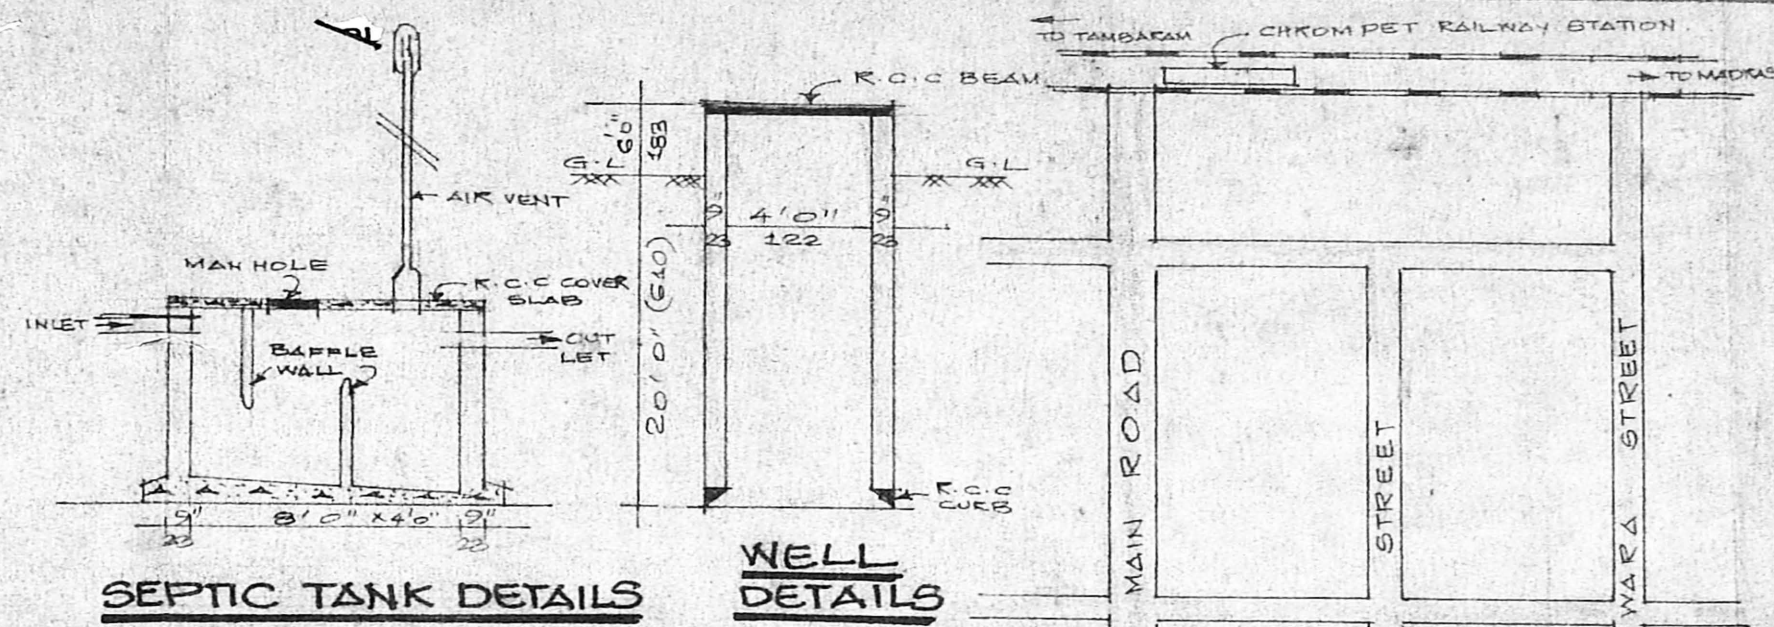 AIR VENT
MAN HOLE
R.C.C COVER
SLAB
INLET
OUT
LET
BAFFLE
WALL
9" 8'0" x 4'0" 9"
23 23
SEPTIC TANK DETAILS
R.C.C BEAM
6'0"
183
G.L G.L
9" 4'0" 9"
23 122 23
20'0" (610)
R.C.C
CURB
WELL
DETAILS
TO TAMBARAM
CHROMPET RAILWAY STATION.
TO MADRAS
MAIN ROAD
STREET
WARA STREET